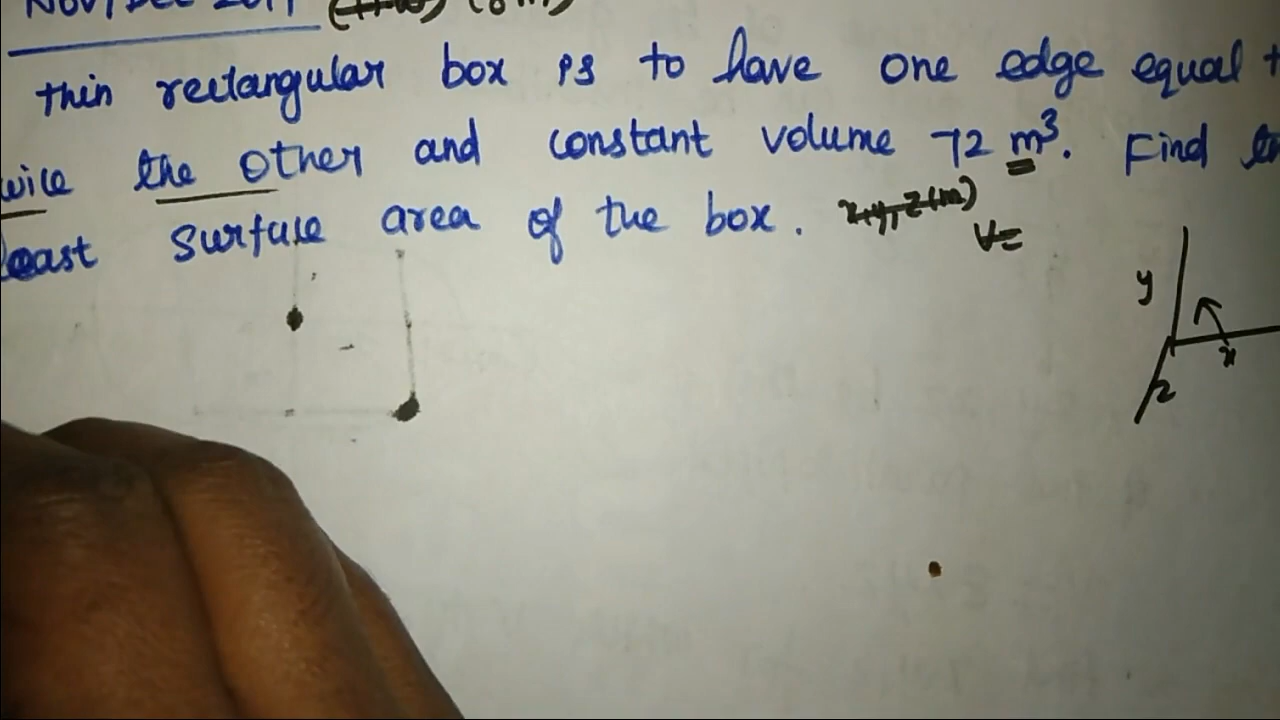 thin rectangular box is to have one edge equal
the other and constant volume 72 m³. Find
least surface area of the box. x, y, z (m)
V=
y
x
z